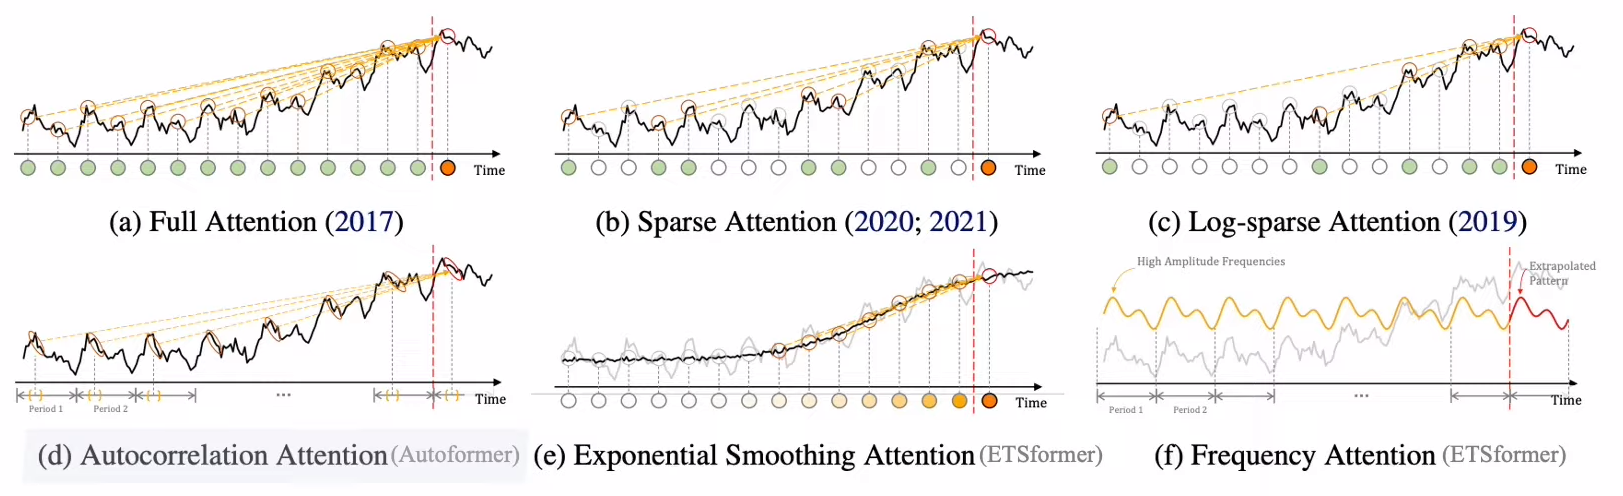 Time
Time
Time
(a) Full Attention (2017)
(b) Sparse Attention (2020; 2021)
(c) Log-sparse Attention (2019)
High Amplitude Frequencies
Extrapolated
Pattern
Period 1
Period 2
...
Time
Time
Period 1
Period 2
...
Time
(d) Autocorrelation Attention (Autoformer)
(e) Exponential Smoothing Attention (ETSformer)
(f) Frequency Attention (ETSformer)